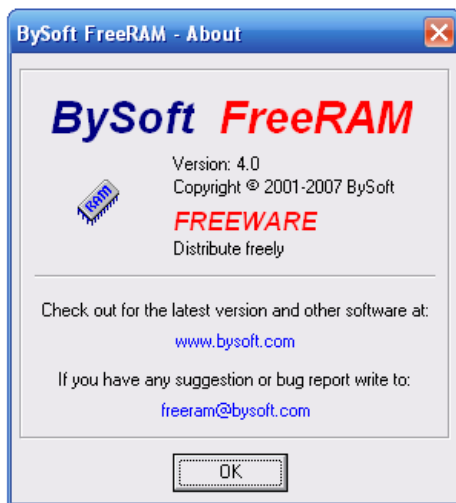 BySoft FreeRAM - About
BySoft FreeRAM
Version: 4.0
Copyright © 2001-2007 BySoft
RAM
FREEWARE
Distribute freely
Check out for the latest version and other software at:
www.bysoft.com
If you have any suggestion or bug report write to:
freeram@bysoft.com
OK